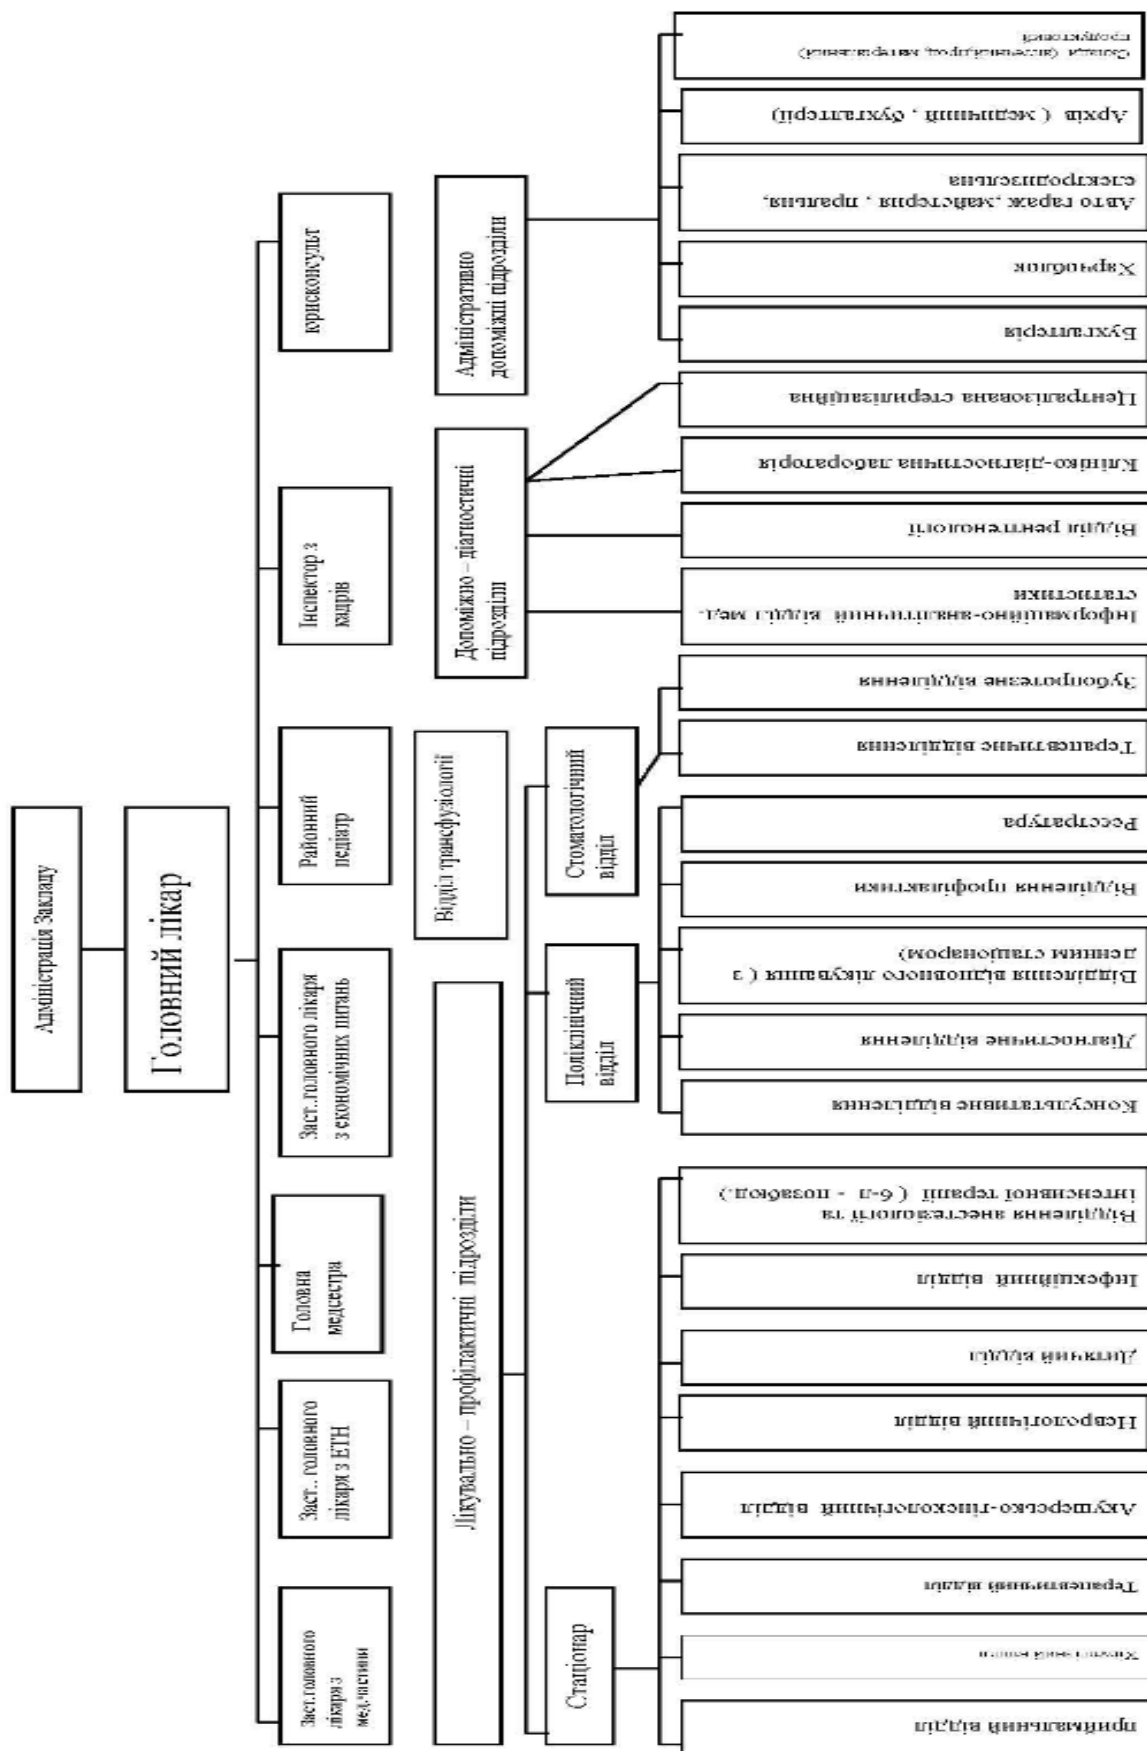 Адміністрація Закладу
Головний лікар
Заст.головного
лікаря з
мед.частини
Заст.. головного
лікаря з ЕТН
Головна
медсестра
Заст..головного лікаря
з економічних питань
Районний
педіатр
Інспектор з
кадрів
юрисконсульт
Лікувально – профілактичні підрозділи
Відділ трансфузіології
Допоміжно – діагностичні
підрозділи
Адміністративно
допоміжні підрозділи
Стаціонар
Поліклінічний
відділ
Стоматологічний
відділ
приймальний відділ
Терапевтичний відділ
Акушерсько-гінекологічний відділ
Неврологічний відділ
Дитячий відділ
Інфекційний відділ
Відділення анестезіології та
інтенсивної терапії ( 6-л - позабюд.)
Консультативне відділення
Діагностичне відділення
Відділення відновного лікування ( з
денним стаціонаром)
Відділення профілактики
Реєстратура
Терапевтичне відділення
Зубопротезне відділення
Інформаційно-аналітичний відділ мед.
статистики
Відділ рентгенології
Клініко-діагностична лабораторія
Централізована стерилізаційна
Бухгалтерія
Харчоблок
Авто гараж ,майстерня , пральня,
електродизельна
Архів ( медичний , бухгалтерії)
Склади
продуктовий